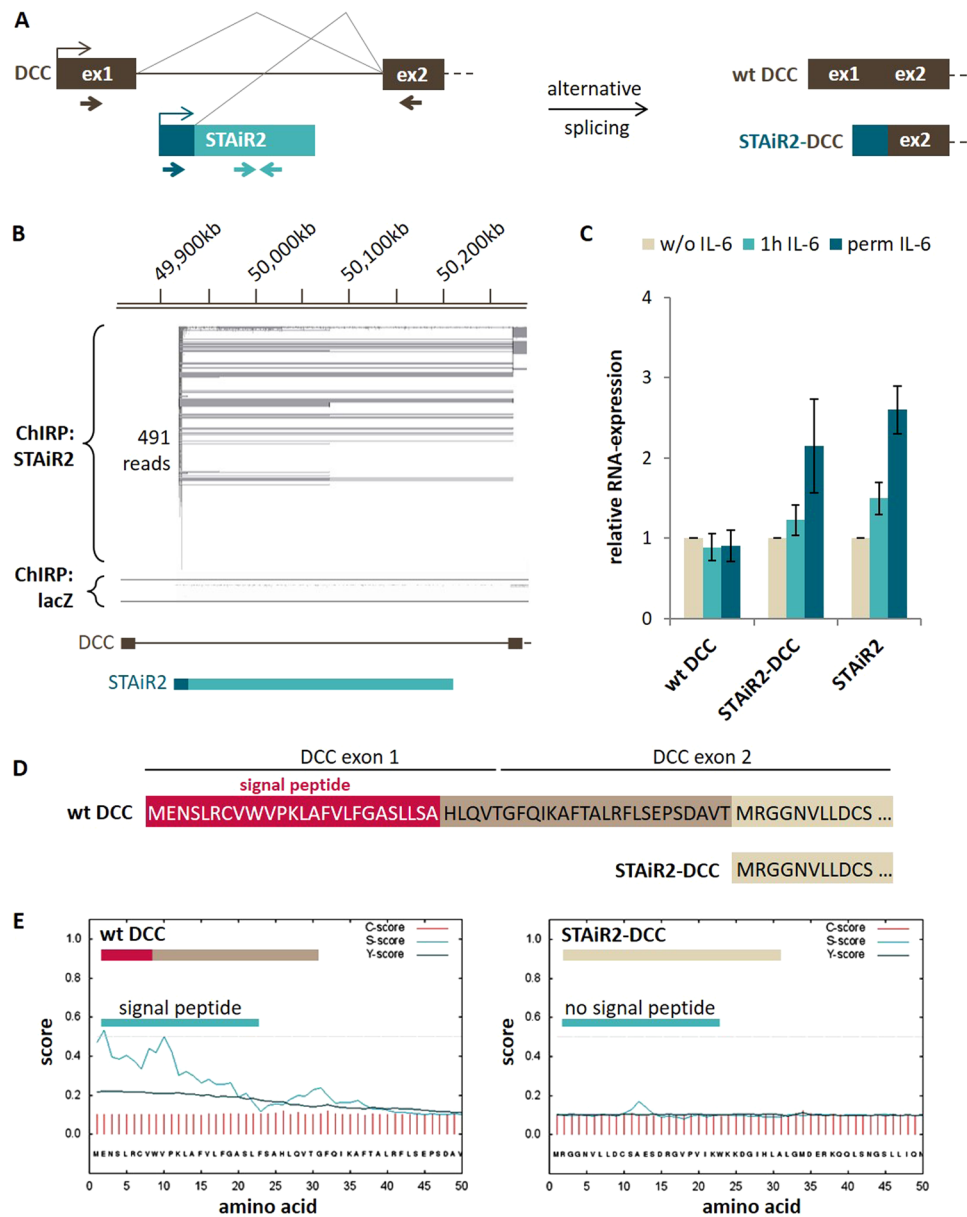 A
DCC
ex1
ex2
STAiR2
alternative
splicing
wt DCC
ex1 ex2
STAiR2-DCC
ex2
B
49,900kb 50,000kb 50,100kb 50,200kb
ChIRP:
STAiR2
491
reads
ChIRP:
lacZ
DCC
STAiR2
C
w/o IL-6 1h IL-6 perm IL-6
relative RNA-expression
4
3
2
1
0
wt DCC STAiR2-DCC STAiR2
D
DCC exon 1 DCC exon 2
signal peptide
wt DCC MENSLRCVWVPKLAFVLFGASLLSA HLQVTGFQIKAFTALRFLSEPSDAVT MRGGNVLLDCS ...
STAiR2-DCC MRGGNVLLDCS ...
E
wt DCC
C-score
S-score
Y-score
signal peptide
score
1.0
0.8
0.6
0.4
0.2
0.0
MENSLRCVWVPKLAFVLFGASLFSAHLQVTGFQIKAFTALRFLSEPSDAV
0 5 10 15 20 25 30 35 40 45 50
amino acid
STAiR2-DCC
C-score
S-score
Y-score
no signal peptide
score
1.0
0.8
0.6
0.4
0.2
0.0
MRGGNVLLDCSAESDRGVPVIKWKKDGIHLALGMDERKQQLSNGSLLIQN
0 5 10 15 20 25 30 35 40 45 50
amino acid